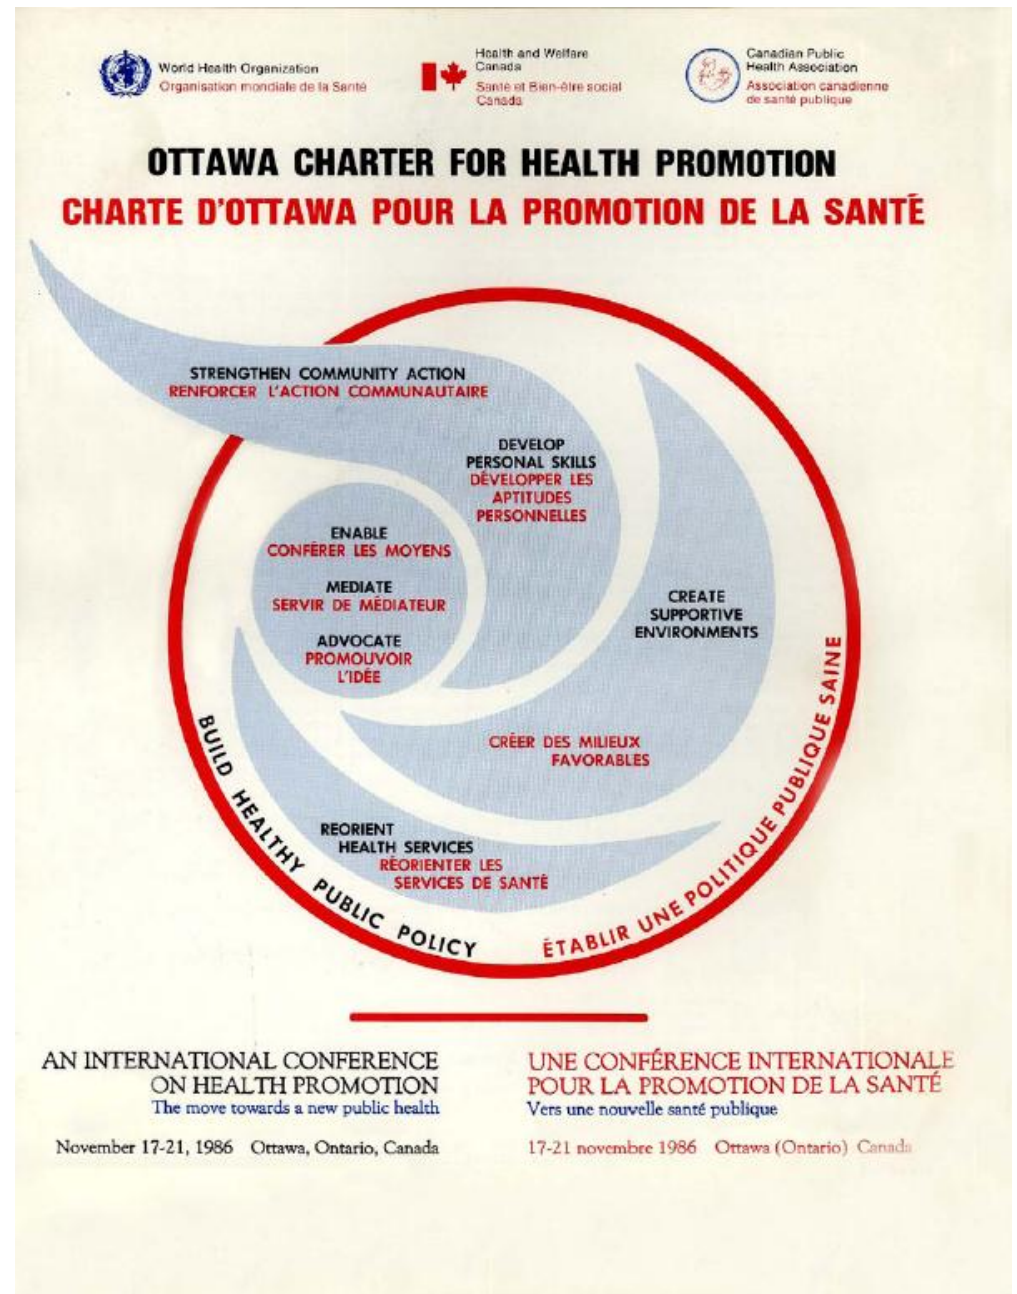 World Health Organization
Organisation mondiale de la Santé
Health and Welfare
Canada
Santé et Bien-être social
Canada
Canadian Public
Health Association
Association canadienne
de santé publique
OTTAWA CHARTER FOR HEALTH PROMOTION
CHARTE D'OTTAWA POUR LA PROMOTION DE LA SANTÉ
STRENGTHEN COMMUNITY ACTION
RENFORCER L'ACTION COMMUNAUTAIRE
DEVELOP
PERSONAL SKILLS
DÉVELOPPER LES
APTITUDES
PERSONNELLES
ENABLE
CONFÉRER LES MOYENS
MEDIATE
SERVIR DE MÉDIATEUR
ADVOCATE
PROMOUVOIR
L'IDÉE
CREATE
SUPPORTIVE
ENVIRONMENTS
CRÉER DES MILIEUX
FAVORABLES
REORIENT
HEALTH SERVICES
RÉORIENTER LES
SERVICES DE SANTÉ
BUILD HEALTHY PUBLIC POLICY
ÉTABLIR UNE POLITIQUE PUBLIQUE SAINE
AN INTERNATIONAL CONFERENCE
ON HEALTH PROMOTION
The move towards a new public health
November 17-21, 1986 Ottawa, Ontario, Canada
UNE CONFÉRENCE INTERNATIONALE
POUR LA PROMOTION DE LA SANTÉ
Vers une nouvelle santé publique
17-21 novembre 1986 Ottawa (Ontario) Canada